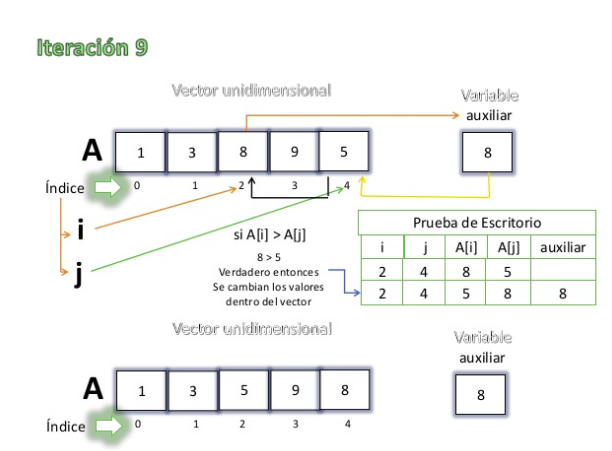 Iteración 9
Vector unidimensional
Variable
auxiliar
A 1 3 8 9 5 8
Índice 0 1 2 3 4
i
j
si A[i] > A[j]
8 > 5
Verdadero entonces
Se cambian los valores
dentro del vector
Prueba de Escritorio
i j A[i] A[j] auxiliar
2 4 8 5
2 4 5 8 8
Vector unidimensional
Variable
auxiliar
A 1 3 5 9 8 8
Índice 0 1 2 3 4